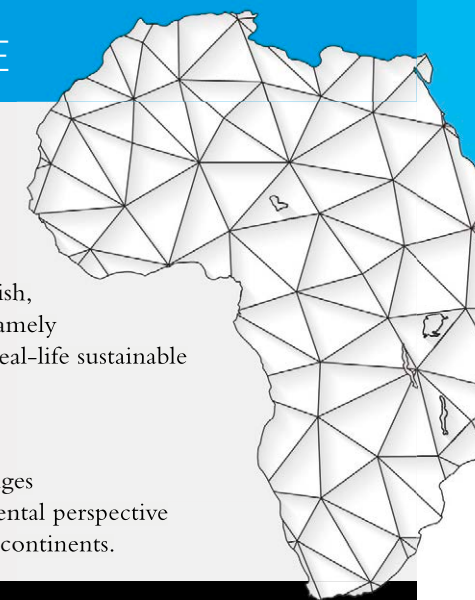 E
ish,
amely
eal-life sustainable
ges
ental perspective
continents.